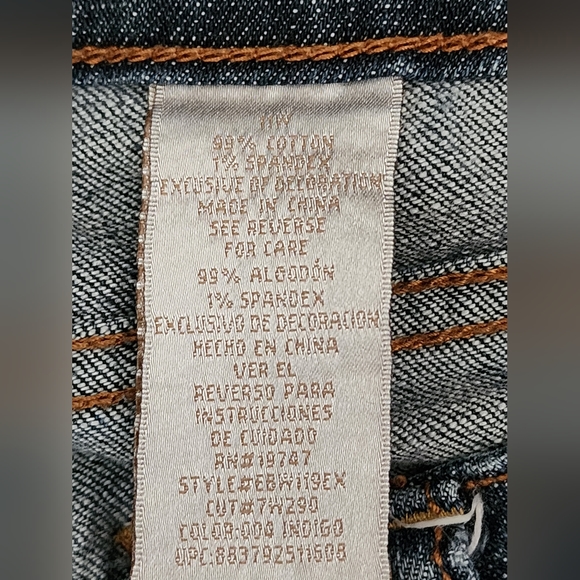 99% COTTON
1% SPANDEX
EXCLUSIVE OF DECORATION
MADE IN CHINA
SEE REVERSE
FOR CARE
99% ALGODÓN
1% SPANDEX
EXCLUSIVO DE DECORACION
HECHO EN CHINA
VER EL
REVERSO PARA
INSTRUCCIONES
DE CUIDADO
RN#19747
STYLE#EBW1119EX
CUT#7W290
COLOR:008 INDIGO
UPC:883792511608